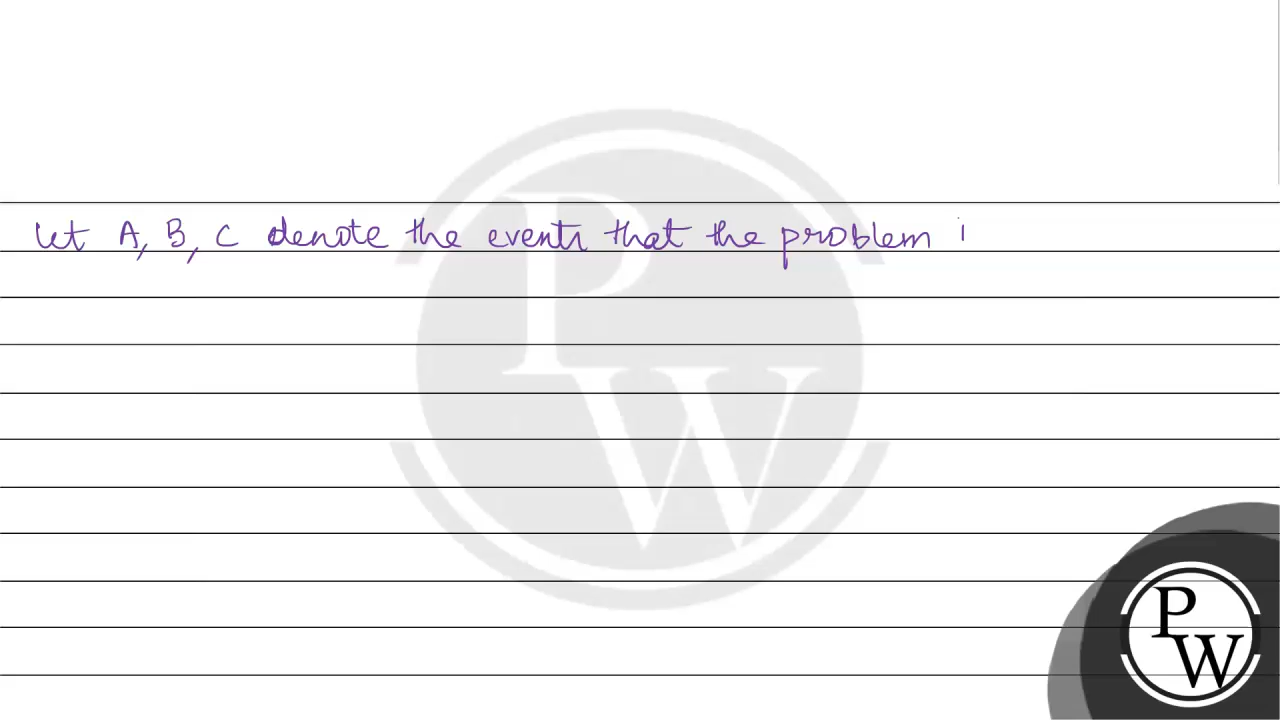 let A, B, C denote the events that the problem i
P
W
P
W